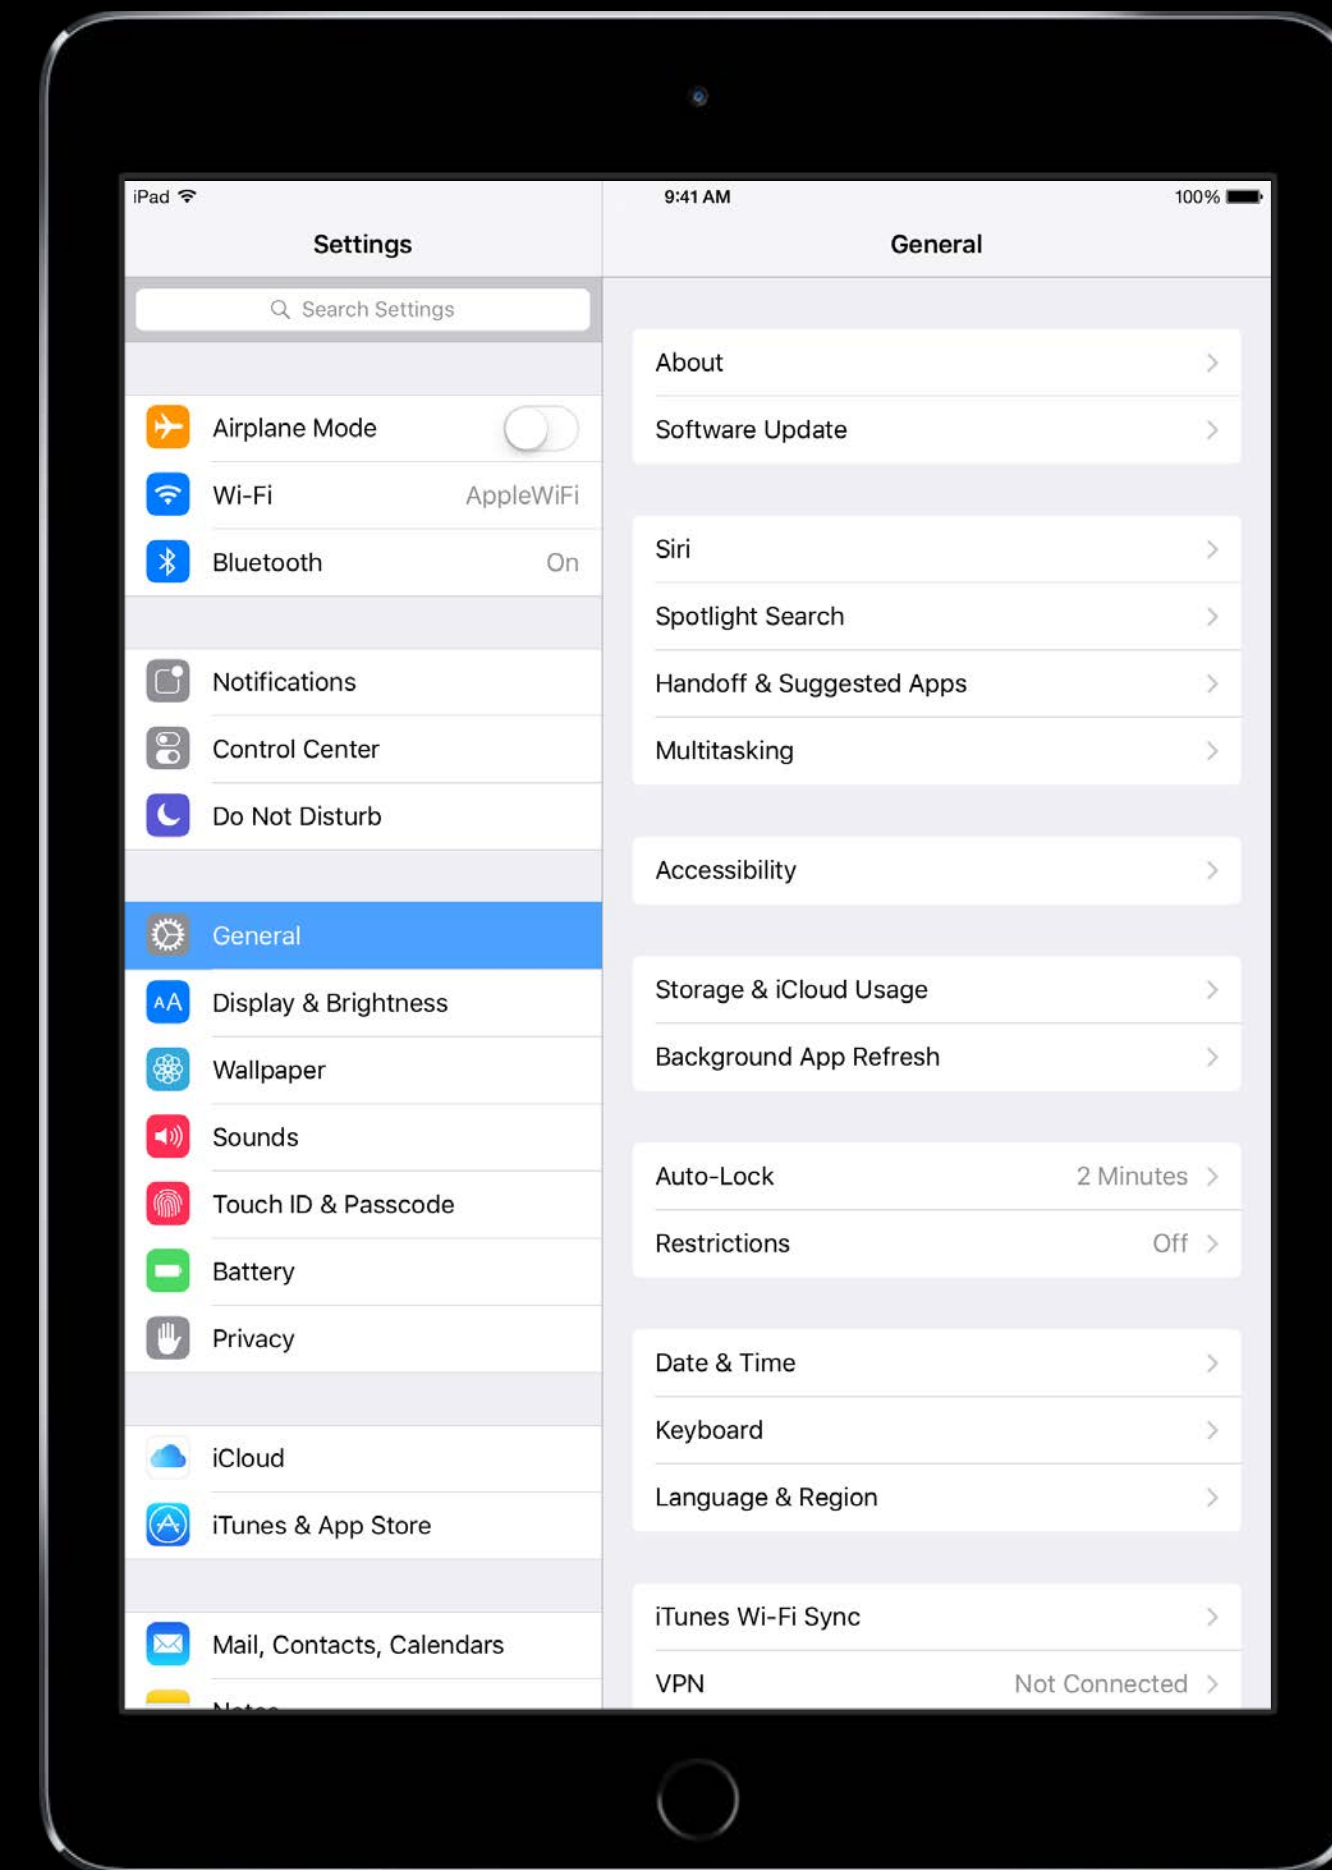 iPad
9:41 AM
100%
Settings
Search Settings
Airplane Mode
Wi-Fi AppleWiFi
Bluetooth On
Notifications
Control Center
Do Not Disturb
General
AA Display & Brightness
Wallpaper
Sounds
Touch ID & Passcode
Battery
Privacy
iCloud
iTunes & App Store
Mail, Contacts, Calendars
Notes
General
About
Software Update
Siri
Spotlight Search
Handoff & Suggested Apps
Multitasking
Accessibility
Storage & iCloud Usage
Background App Refresh
Auto-Lock 2 Minutes
Restrictions Off
Date & Time
Keyboard
Language & Region
iTunes Wi-Fi Sync
VPN Not Connected